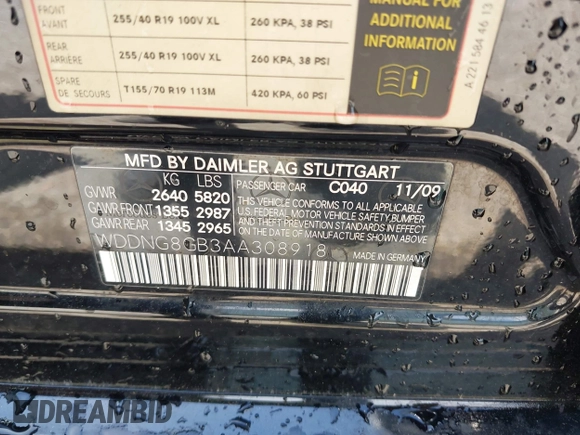 FRONT
AVANT 255/40 R19 100V XL 260 KPA, 38 PSI
REAR
ARRIÈRE 255/40 R19 100V XL 260 KPA, 38 PSI
SPARE
DE SECOURS T155/70 R19 113M 420 KPA, 60 PSI
MANUAL FOR
ADDITIONAL
INFORMATION
A 221 584 46 13
MFD BY DAIMLER AG STUTTGART
KG LBS PASSENGER CAR C040 11/09
GVWR 2640 5820
GAWR FRONT 1355 2987
GAWR REAR 1345 2965
THIS VEHICLE CONFORMS TO ALL APPLICABLE
U.S. FEDERAL MOTOR VEHICLE SAFETY
BUMPER, AND THEFT PREVENTION STANDARDS
IN EFFECT ON THE DATE OF MANUFACTURE
SHOWN ABOVE.
WDDNG8GB3AA308918
MADE IN GERMANY
DREAMBID